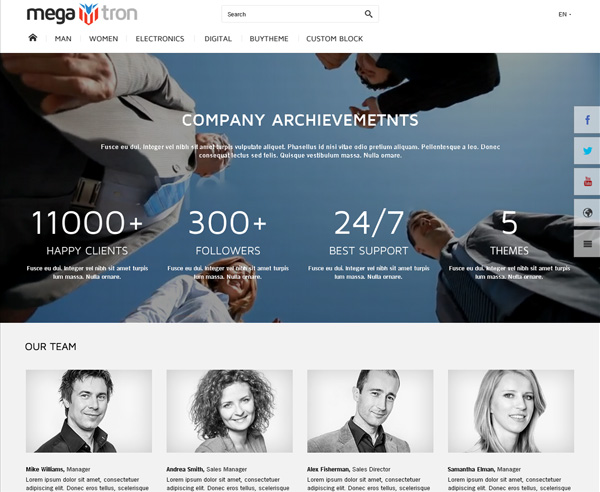 mega tron
Search
EN
MAN WOMEN ELECTRONICS DIGITAL BUYTHEME CUSTOM BLOCK
COMPANY ARCHIEVEMETNTS
Fusce eu dui. Integer vel nibh sit amet turpis vulputate aliquet. Phasellus id nisi vitae odio pretium aliquam. Pellentesque a leo. Donec
consequat lectus sed felis. Quisque vestibulum massa. Nulla ornare.
11000+ 300+ 24/7 5
HAPPY CLIENTS FOLLOWERS BEST SUPPORT THEMES
Fusce eu dui. Integer vel nibh sit amet turpis Fusce eu dui. Integer vel nibh sit amet turpis Fusce eu dui. Integer vel nibh sit amet turpis Fusce eu dui. Integer vel nibh sit amet turpis
lum massa. Nulla ornare. lum massa. Nulla ornare. lum massa. Nulla ornare. lum massa. Nulla ornare.
OUR TEAM
Mike Williams, Manager Andrea Smith, Sales Manager Alex Fisherman, Sales Director Samantha Elman, Manager
Lorem ipsum dolor sit amet, consectetuer Lorem ipsum dolor sit amet, consectetuer Lorem ipsum dolor sit amet, consectetuer Lorem ipsum dolor sit amet, consectetuer
adipiscing elit. Donec eros tellus, scelerisque adipiscing elit. Donec eros tellus, scelerisque adipiscing elit. Donec eros tellus, scelerisque adipiscing elit. Donec eros tellus, scelerisque